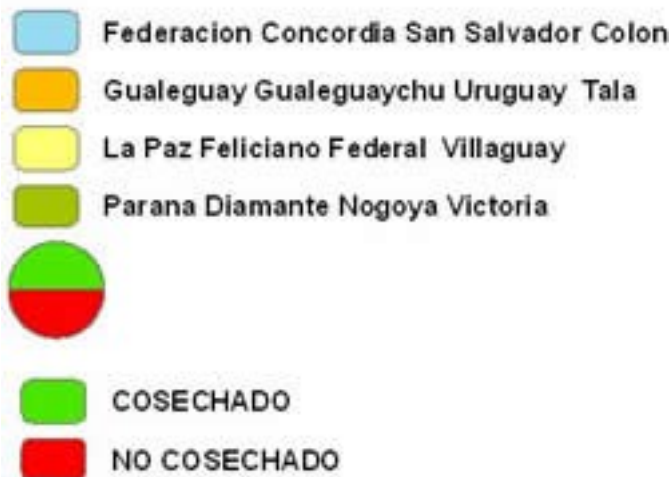 Federacion Concordia San Salvador Colon
Gualeguay Gualeguaychu Uruguay Tala
La Paz Feliciano Federal Villaguay
Parana Diamante Nogoya Victoria
COSECHADO
NO COSECHADO